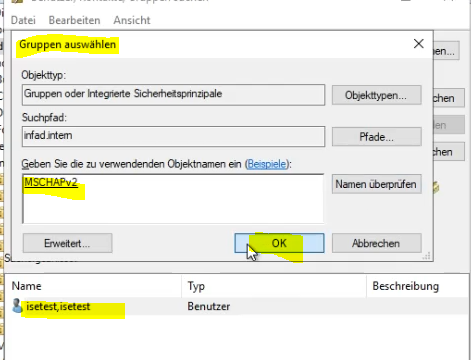 Datei Bearbeiten Ansicht
Gruppen auswählen
Objekttyp:
Gruppen oder Integrierte Sicherheitsprinzipale
Objekttypen...
Suchpfad:
infad.intern
Pfade...
Geben Sie die zu verwendenden Objektnamen ein (Beispiele):
MSCHAPv2
Namen überprüfen
Erweitert...
OK
Abbrechen
Name Typ Beschreibung
isetest,isetest Benutzer